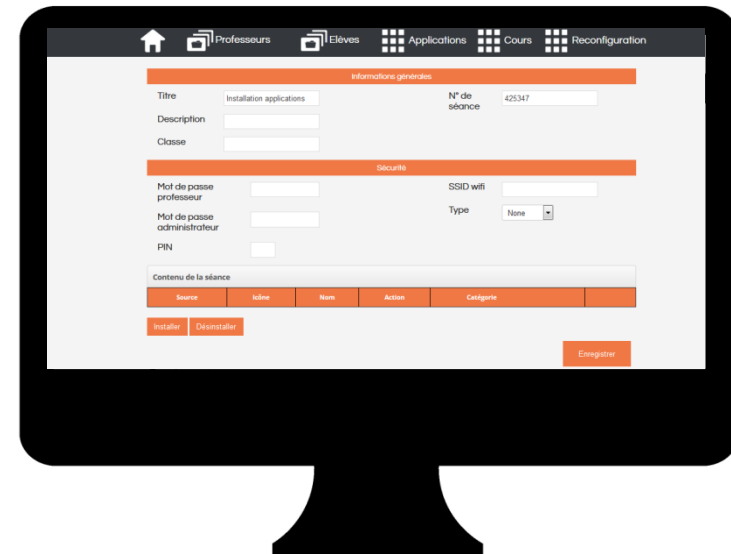 Professeurs Elèves Applications Cours Reconfiguration
Informations générales
Titre Installation applications N° de séance 425347
Description
Classe
Sécurité
Mot de passe professeur SSID wifi
Mot de passe administrateur Type None
PIN
Contenu de la séance
Source Icône Nom Action Catégorie
Installer Désinstaller
Enregistrer